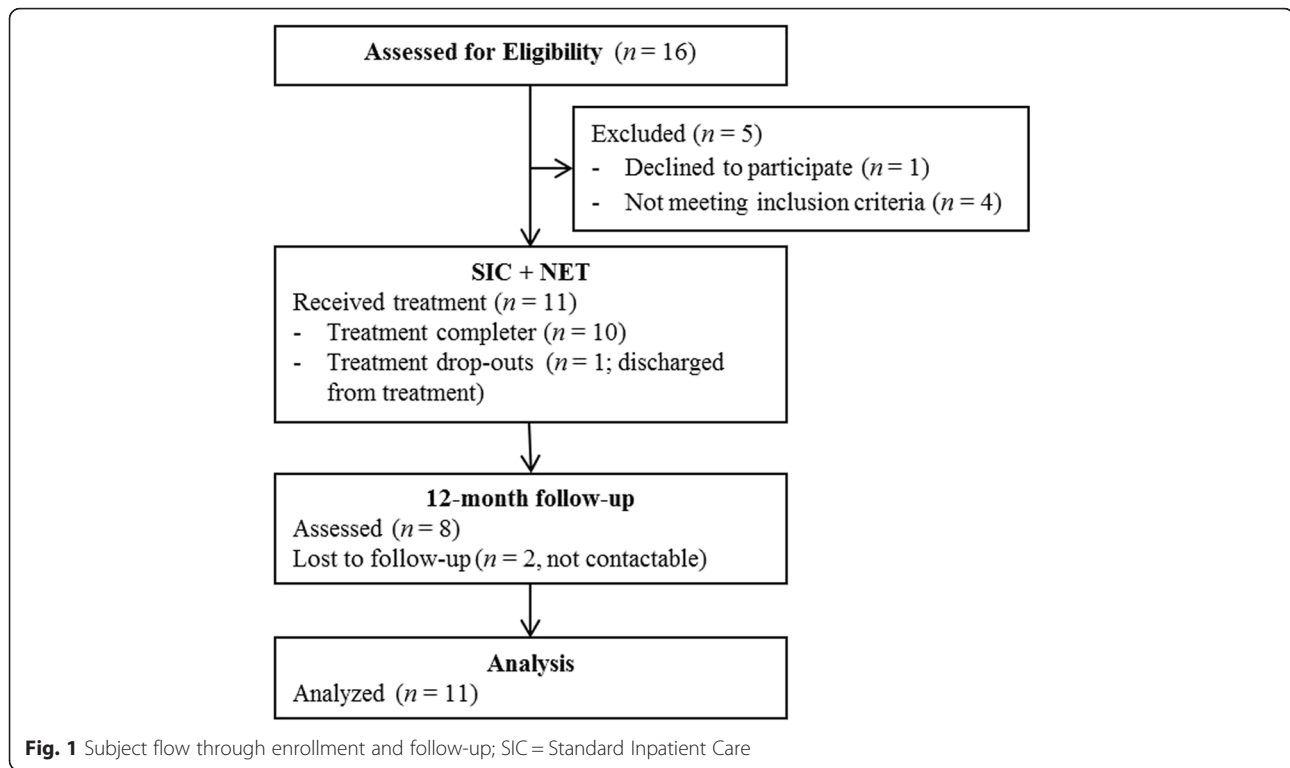 Assessed for Eligibility (n = 16)
Excluded (n = 5)
- Declined to participate (n = 1)
- Not meeting inclusion criteria (n = 4)
SIC + NET
Received treatment (n = 11)
- Treatment completer (n = 10)
- Treatment drop-outs (n = 1; discharged
from treatment)
12-month follow-up
Assessed (n = 8)
Lost to follow-up (n = 2, not contactable)
Analysis
Analyzed (n = 11)
Fig. 1 Subject flow through enrollment and follow-up; SIC = Standard Inpatient Care